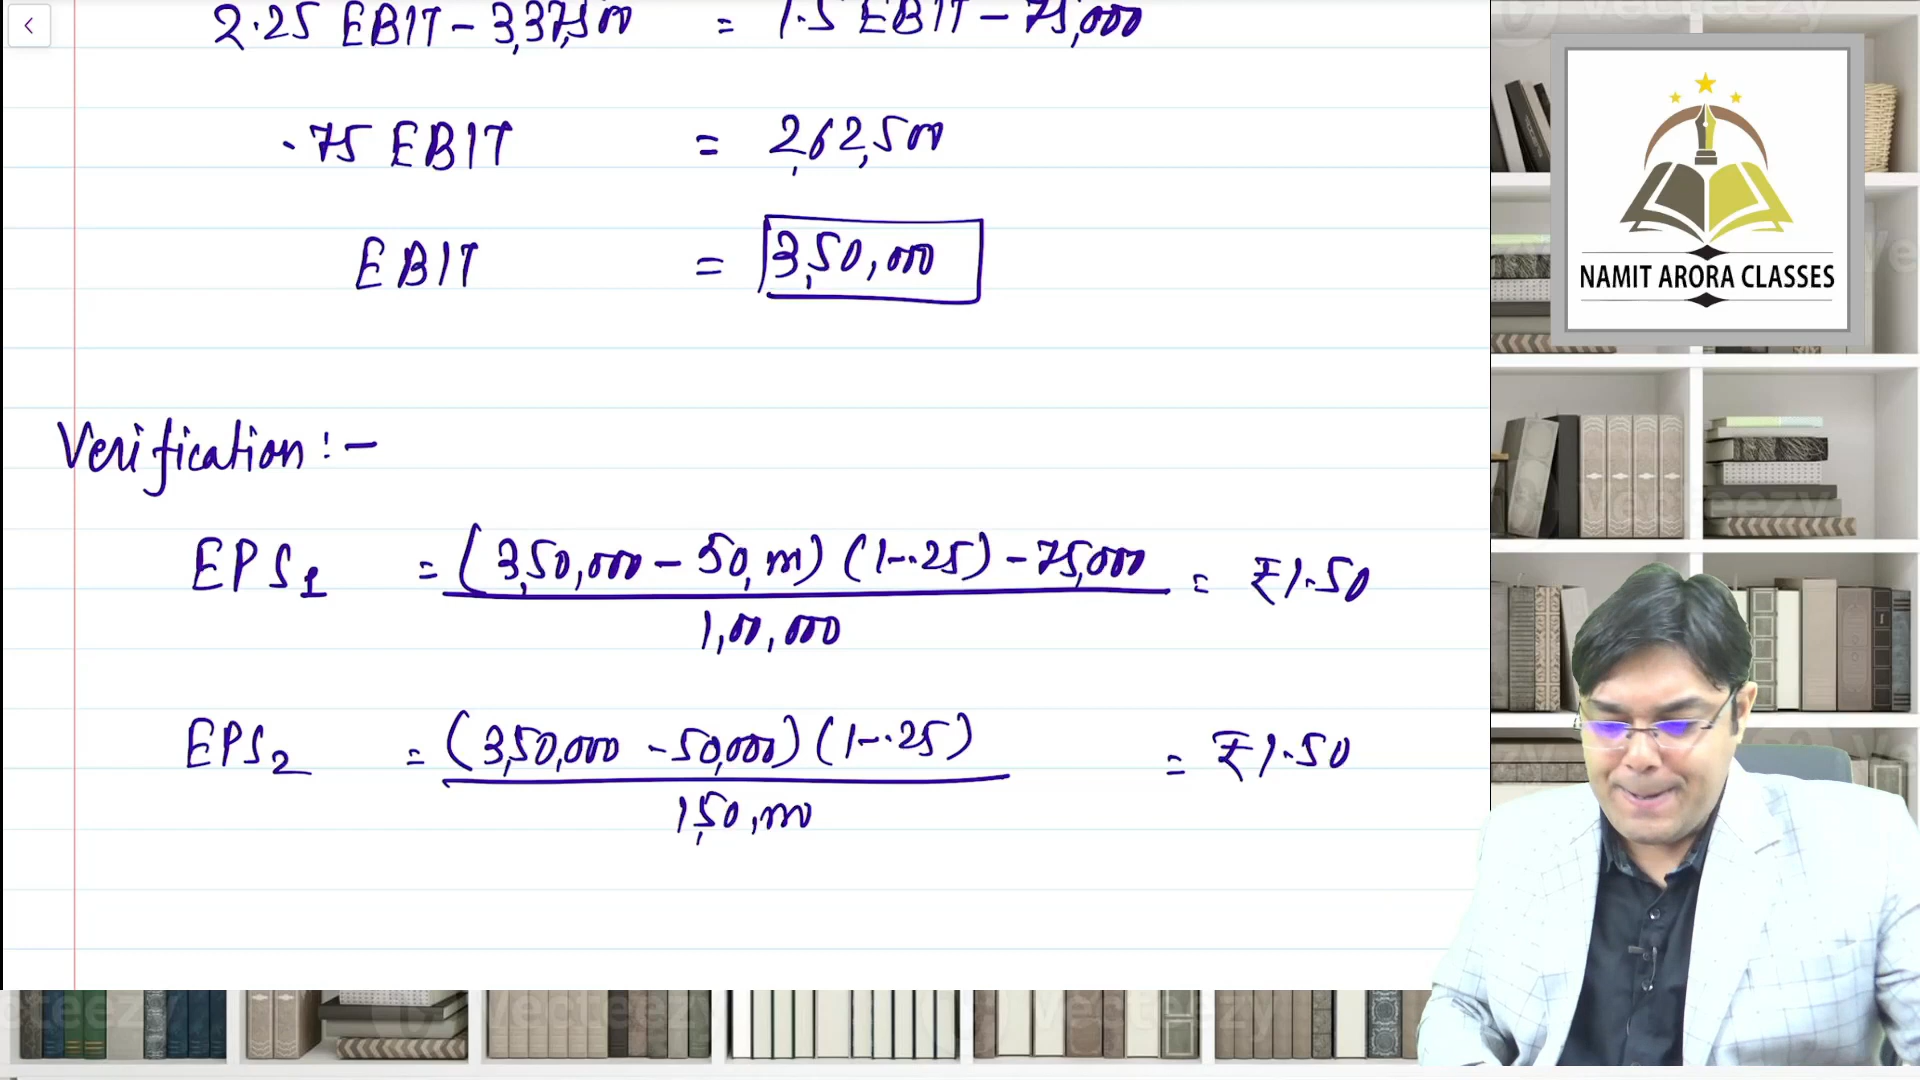 2.25 EBIT - 3,37,500 = 1.5 EBIT - 75,000
.75 EBIT = 2,62,500
EBIT = 3,50,000
Verification :-
EPS1 = (3,50,000 - 50,000) (1-.25) - 75,000 = ₹1.50
1,00,000
EPS2 = (3,50,000 - 50,000) (1-.25) = ₹1.50
1,50,000
NAMIT ARORA CLASSES
vecteezy